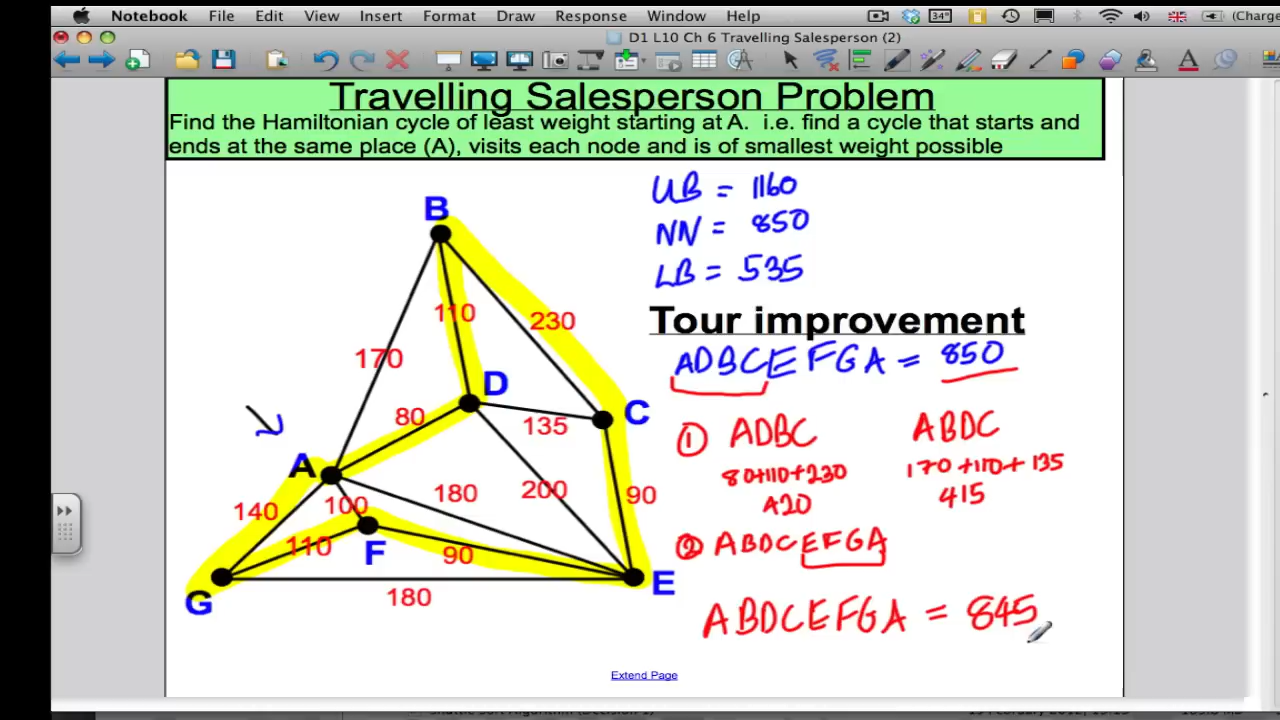 Notebook File Edit View Insert Format Draw Response Window Help 34° (Charge
D1 L10 Ch 6 Travelling Salesperson Problem (2)
Travelling Salesperson Problem
Find the Hamiltonian cycle of least weight starting at A. i.e. find a cycle that starts and
ends at the same place (A), visits each node and is of smallest weight possible
UB = 1160
NN = 850
LB = 535
Tour improvement
ADBCEFGA = 850
① ADBC ABDC
80+110+230 170+110+135
420 415
② ABDCEFGA
ABDCEFGA = 845
B
110
230
170
D
80
135
C
A
180
200
90
140
100
110
F
90
G
180
E
Extend Page